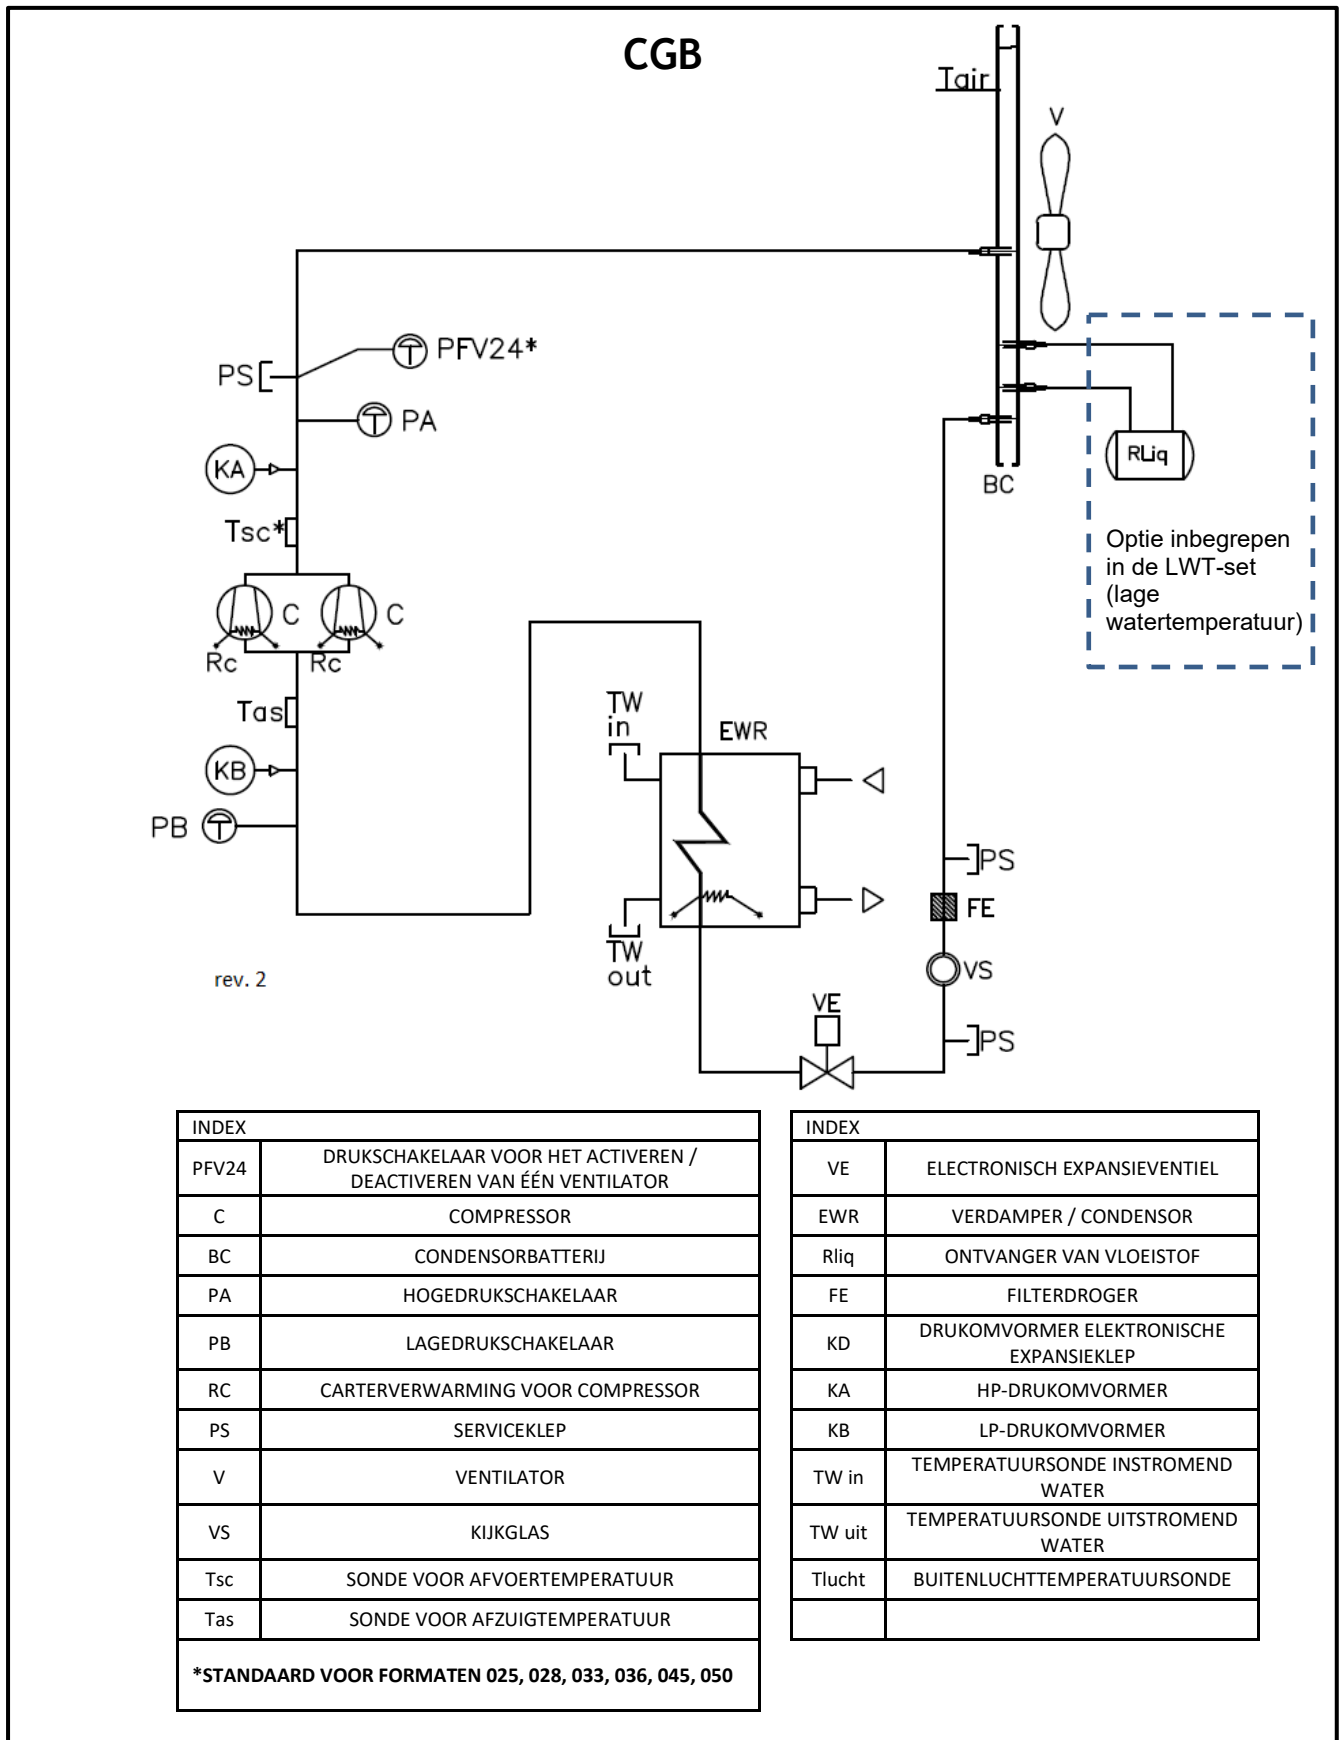 CGB
Tair
V
PFV24*
PS
PA
KA
RLiq
BC
Tsc*
Optie inbegrepen
in de LWT-set
(lage
watertemperatuur)
C
C
Rc
Rc
Tas
TW
in
EWR
KB
PB
PS
FE
TW
out
VS
rev. 2
VE
PS
INDEX
PFV24
DRUKSCHAKELAAR VOOR HET ACTIVEREN /
DEACTIVEREN VAN ÉÉN VENTILATOR
C
COMPRESSOR
BC
CONDENSORBATTERIJ
PA
HOGEDRUKSCHAKELAAR
PB
LAGEDRUKSCHAKELAAR
RC
CARTERVERWARMING VOOR COMPRESSOR
PS
SERVICEKLEP
V
VENTILATOR
VS
KIJKGLAS
Tsc
SONDE VOOR AFVOERTEMPERATUUR
Tas
SONDE VOOR AFZUIGTEMPERATUUR
*STANDAARD VOOR FORMATEN 025, 028, 033, 036, 045, 050
INDEX
VE
ELECTRONISCH EXPANSIEVENTIEL
EWR
VERDAMPER / CONDENSOR
Rliq
ONTVANGER VAN VLOEISTOF
FE
FILTERDROGER
KD
DRUKOMVORMER ELEKTRONISCHE
EXPANSIEKLEP
KA
HP-DRUKOMVORMER
KB
LP-DRUKOMVORMER
TW in
TEMPERATUURSONDE INSTROMEND
WATER
TW uit
TEMPERATUURSONDE UITSTROMEND
WATER
Tlucht
BUITENLUCHTTEMPERATUURSONDE